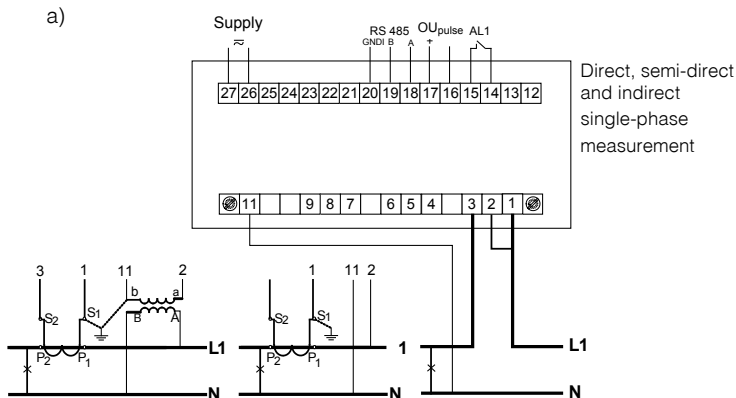 a)
Supply
RS 485 OUpulse AL1
GNDI B A +
27 26 25 24 23 22 21 20 19 18 17 16 15 14 13 12
Direct, semi-direct
and indirect
single-phase
measurement
11 9 8 7 6 5 4 3 2 1
3 1 11 2
b a
S2 S1
B A
P2 P1
L1
N
1 11 2
S2 S1
P2 P1
1
N
L1
N